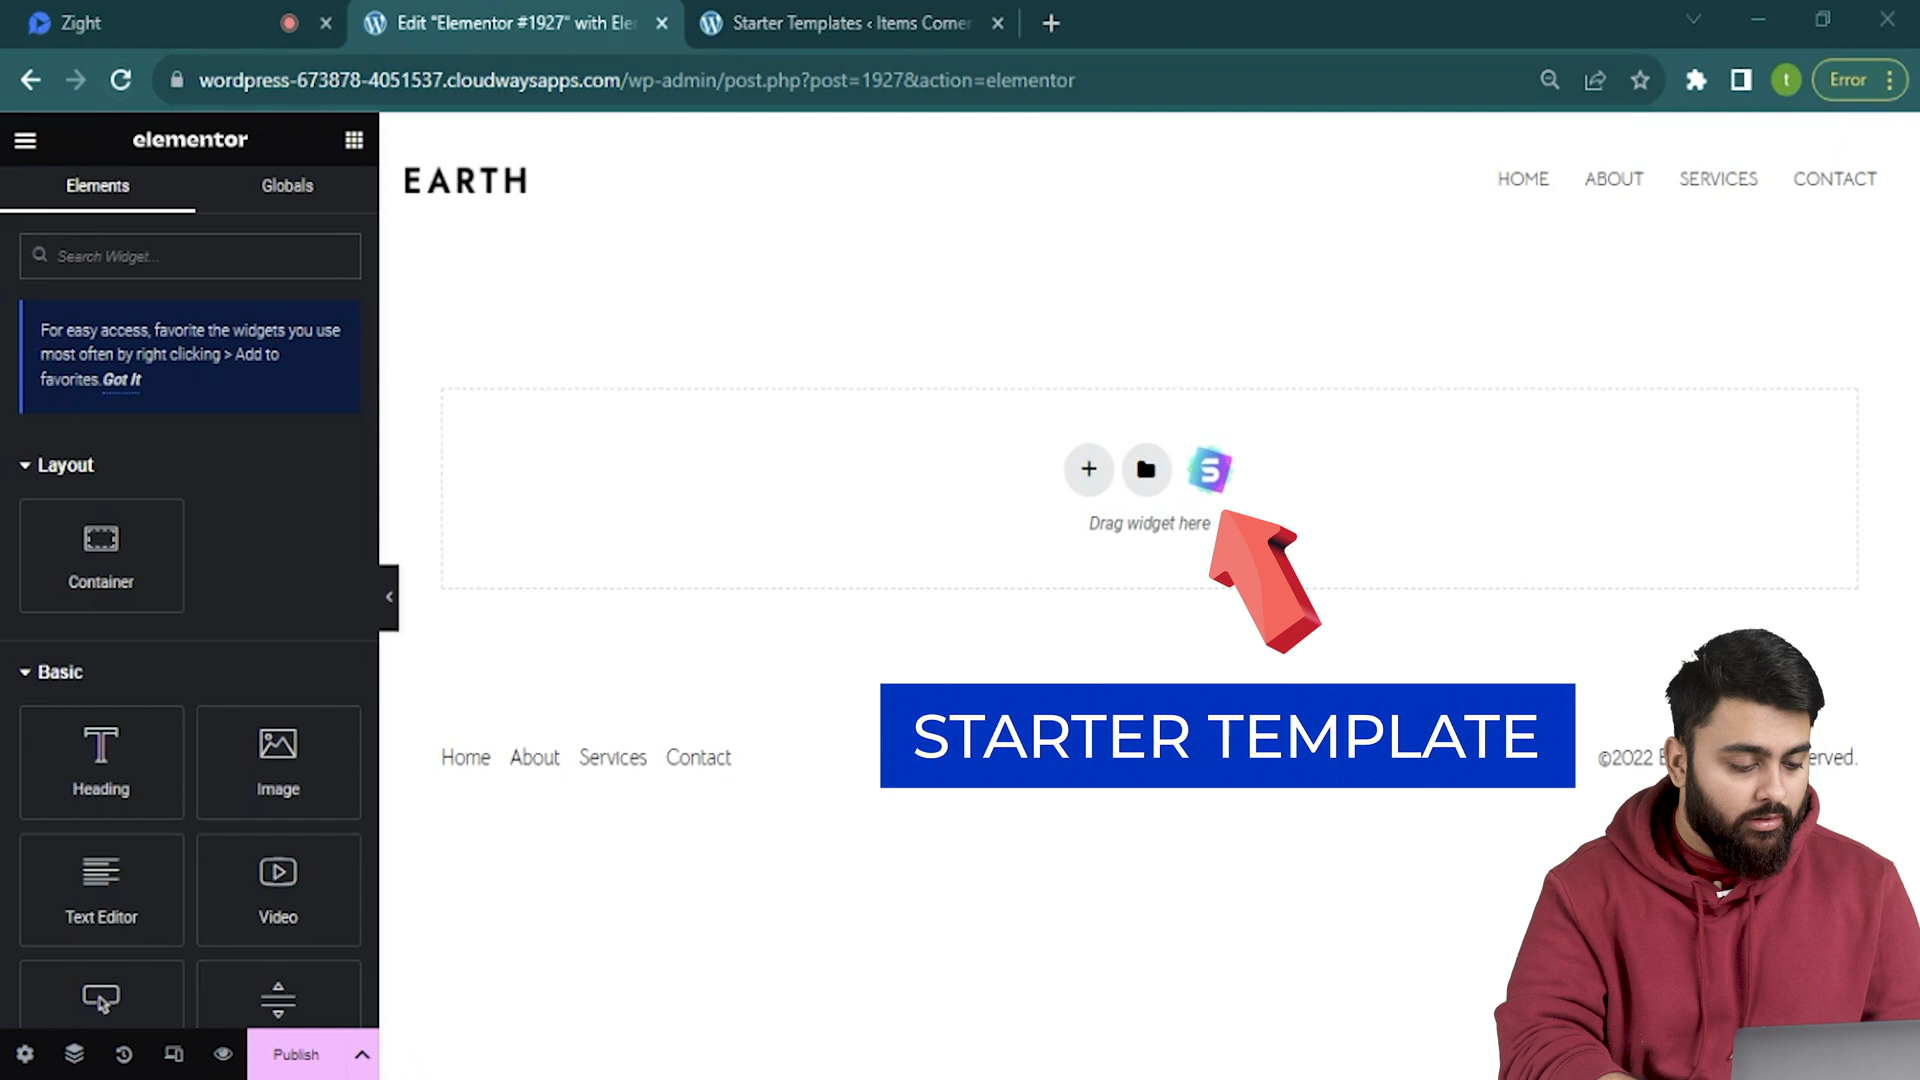 Zight
Edit "Elementor #1927" with Ele
Starter Templates ‹ Items Corner
wordpress-673878-4051537.cloudwaysapps.com/wp-admin/post.php?post=1927&action=elementor
t
Error
elementor
Elements
Globals
Search Widget...
For easy access, favorite the widgets you use
most often by right clicking > Add to
favorites. Got It
Layout
Container
Basic
Heading
Image
Text Editor
Video
Publish
EARTH
HOME
ABOUT
SERVICES
CONTACT
S
Drag widget here
STARTER TEMPLATE
Home
About
Services
Contact
©2022